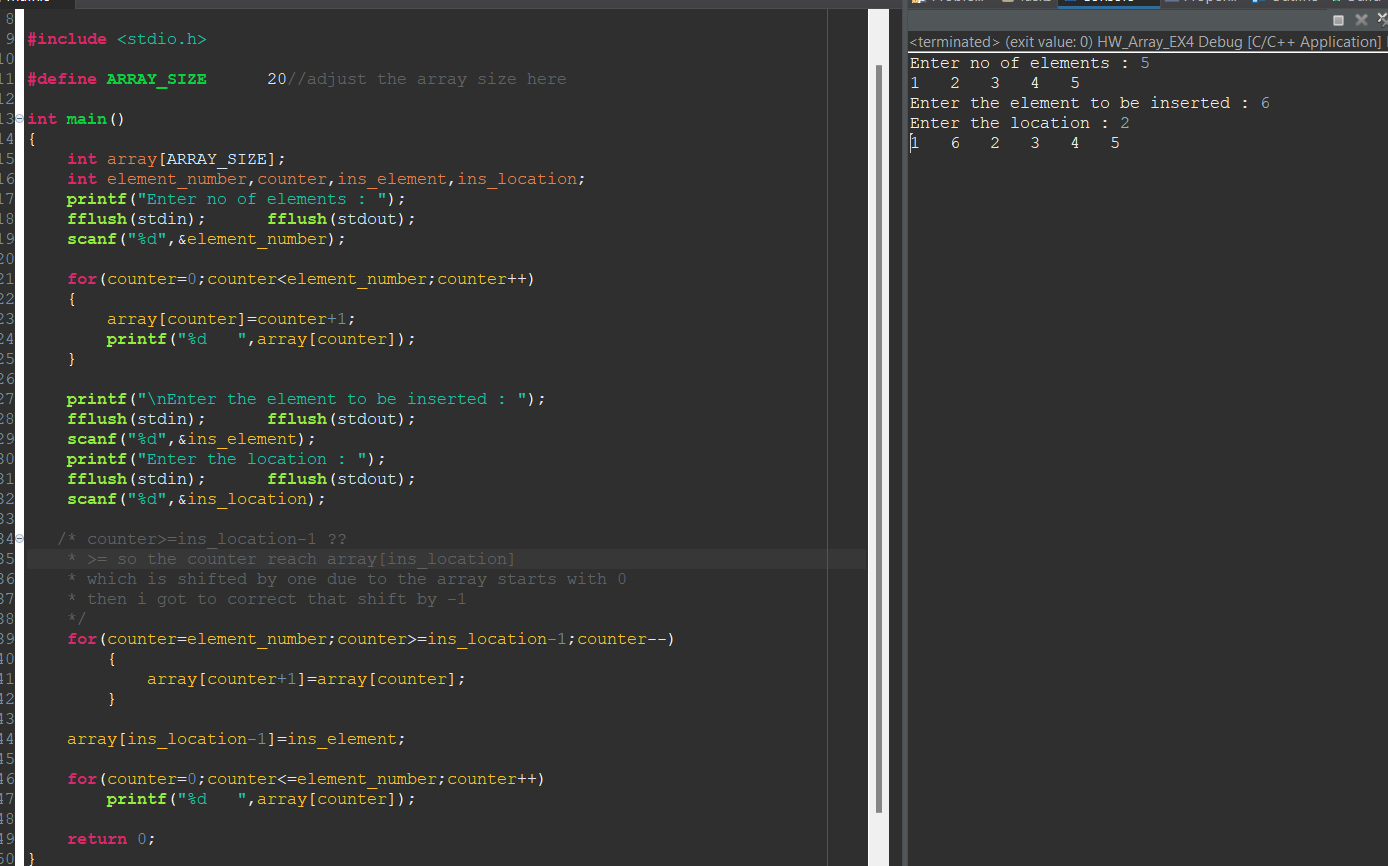 8
9 #include <stdio.h>
10
11 #define ARRAY_SIZE      20//adjust the array size here
12
13 int main()
14 {
15     int array[ARRAY_SIZE];
16     int element_number,counter,ins_element,ins_location;
17     printf("Enter no of elements : ");
18     fflush(stdin);      fflush(stdout);
19     scanf("%d",&element_number);
20
21     for(counter=0;counter<element_number;counter++)
22     {
23         array[counter]=counter+1;
24         printf("%d   ",array[counter]);
25     }
26
27     printf("\nEnter the element to be inserted : ");
28     fflush(stdin);      fflush(stdout);
29     scanf("%d",&ins_element);
30     printf("Enter the location : ");
31     fflush(stdin);      fflush(stdout);
32     scanf("%d",&ins_location);
33
34    /* counter>=ins_location-1 ??
35     * >= so the counter reach array[ins_location]
36     * which is shifted by one due to the array starts with 0
37     * then i got to correct that shift by -1
38     */
39     for(counter=element_number;counter>=ins_location-1;counter--)
40         {
41             array[counter+1]=array[counter];
42         }
43
44     array[ins_location-1]=ins_element;
45
46     for(counter=0;counter<=element_number;counter++)
47         printf("%d   ",array[counter]);
48
49     return 0;
50 }
<terminated> (exit value: 0) HW_Array_EX4 Debug [C/C++ Application]
Enter no of elements : 5
1   2   3   4   5
Enter the element to be inserted : 6
Enter the location : 2
1   6   2   3   4   5